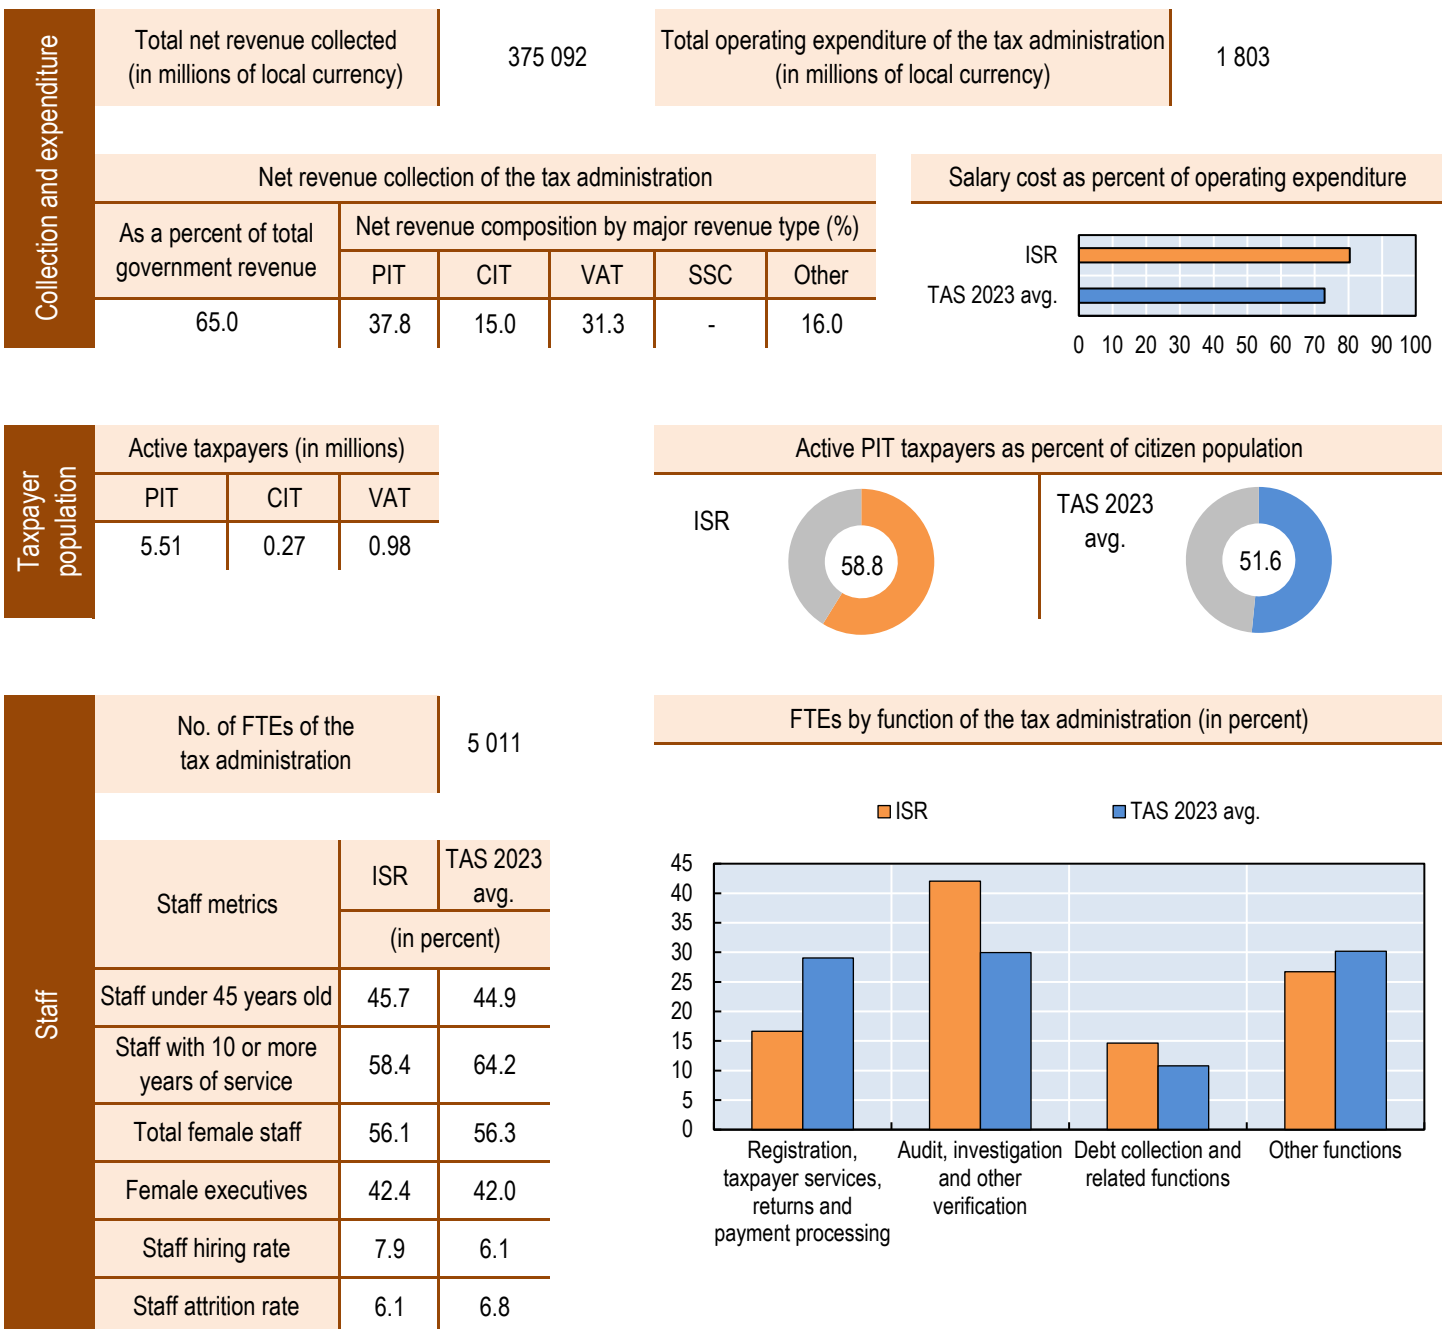 Collection and expenditure
Total net revenue collected
(in millions of local currency)
375 092
Total operating expenditure of the tax administration
(in millions of local currency)
1 803
Net revenue collection of the tax administration
As a percent of total
government revenue
Net revenue composition by major revenue type (%)
PIT CIT VAT SSC Other
65.0 37.8 15.0 31.3 - 16.0
Salary cost as percent of operating expenditure
ISR
TAS 2023 avg.
0 10 20 30 40 50 60 70 80 90 100
Taxpayer
population
Active taxpayers (in millions)
PIT CIT VAT
5.51 0.27 0.98
Active PIT taxpayers as percent of citizen population
ISR
58.8
TAS 2023
avg.
51.6
Staff
No. of FTEs of the
tax administration
5 011
Staff metrics
ISR
TAS 2023
avg.
(in percent)
Staff under 45 years old 45.7 44.9
Staff with 10 or more
years of service
58.4 64.2
Total female staff 56.1 56.3
Female executives 42.4 42.0
Staff hiring rate 7.9 6.1
Staff attrition rate 6.1 6.8
FTEs by function of the tax administration (in percent)
ISR TAS 2023 avg.
45
40
35
30
25
20
15
10
5
0
Registration,
taxpayer services,
returns and
payment processing
Audit, investigation
and other
verification
Debt collection and
related functions
Other functions